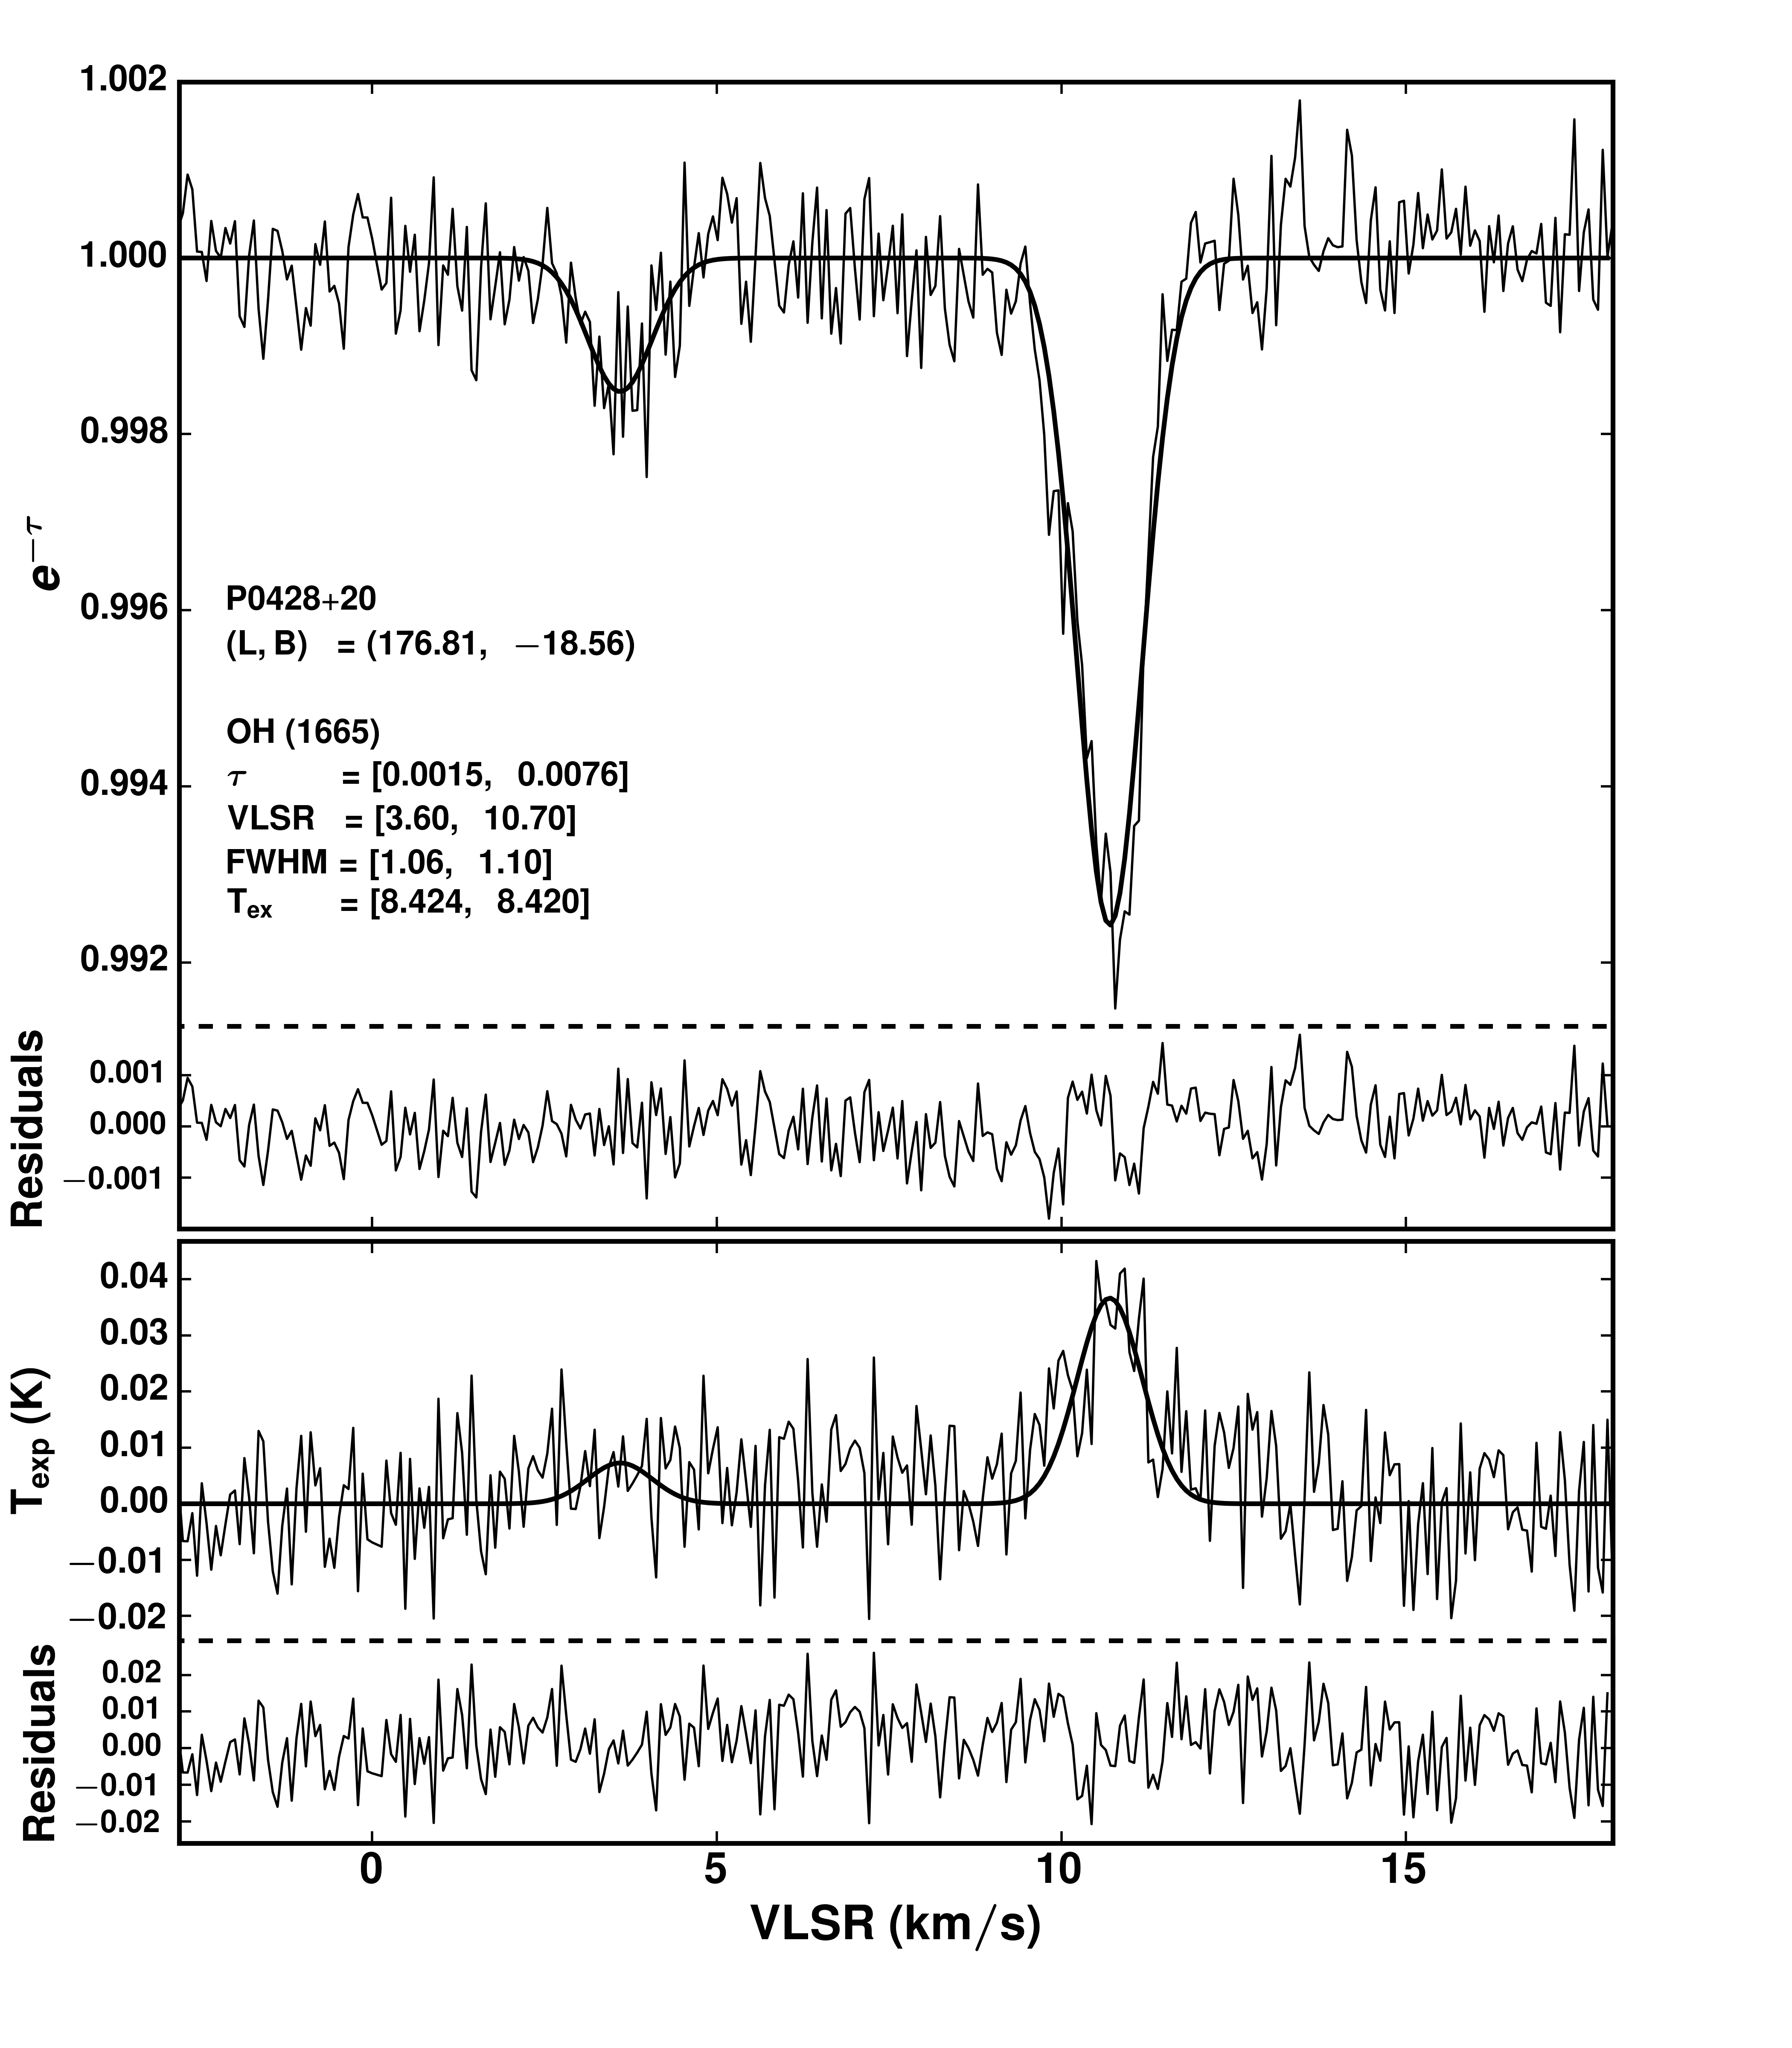 1.002
1.000
0.998
0.996
0.994
0.992
e−τ
P0428+20
(L, B) = (176.81, −18.56)
OH (1665)
τ = [0.0015, 0.0076]
VLSR = [3.60, 10.70]
FWHM = [1.06, 1.10]
Tex = [8.424, 8.420]
0.001
0.000
−0.001
Residuals
0.04
0.03
0.02
0.01
0.00
−0.01
−0.02
Texp (K)
0.02
0.01
0.00
−0.01
−0.02
Residuals
0 5 10 15
VLSR (km/s)